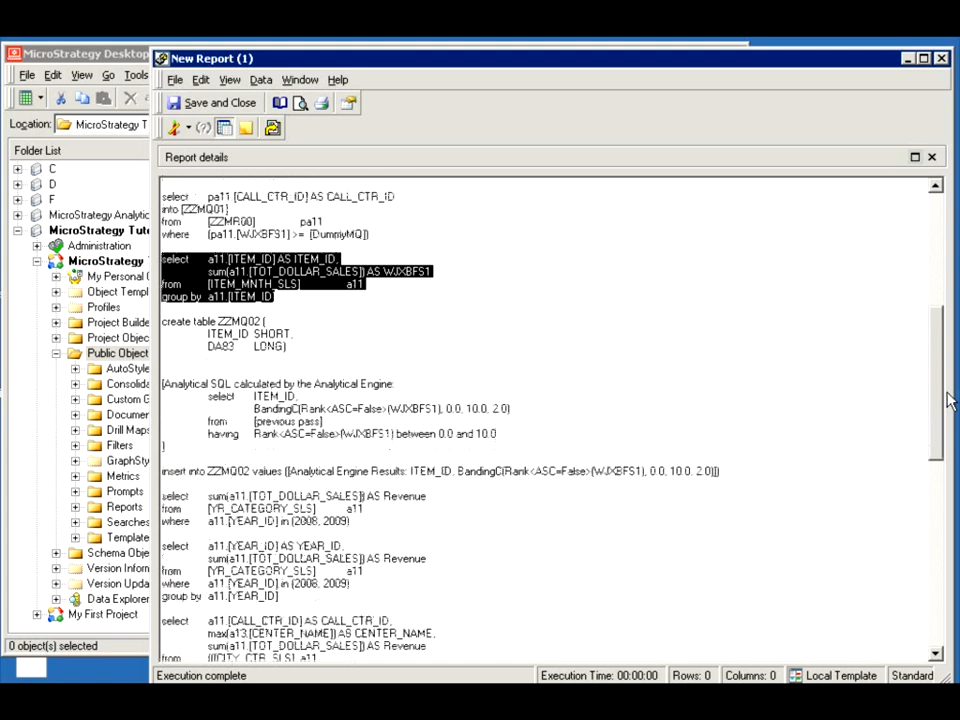 MicroStrategy Desktop
File Edit View Go Tools
Location: MicroStrategy T
Folder List
C
D
F
MicroStrategy Analytic
MicroStrategy Tuto
Administration
MicroStrategy
My Personal
Object Templ
Profiles
Project Builde
Project Objec
Public Object
AutoStyle
Consolida
Custom G
Documen
Drill Maps
Filters
GraphSty
Metrics
Prompts
Reports
Searches
Template
Schema Obje
Version Inform
Version Upda
Data Explorer
My First Project
0 object(s) selected
New Report (1)
File Edit View Data Window Help
Save and Close
Report details
select pa11.[CALL_CTR_ID] AS CALL_CTR_ID
into [ZZMQ01]
from pa11
where (pa11.[WJXBFS1] >= [DummyMQ])
select a11.[ITEM_ID] AS ITEM_ID,
sum(a11.[TOT_DOLLAR_SALES]) AS WJXBFS1
from [ITEM_MNTH_SLS] a11
group by a11.[ITEM_ID]
create table ZZMQ02 (
ITEM_ID SHORT,
DA83 LONG)
[Analytical SQL calculated by the Analytical Engine:
select ITEM_ID,
BandingC(Rank<ASC=False>(WJXBFS1), 0.0, 10.0, 2.0)
from [previous pass]
having Rank<ASC=False>(WJXBFS1) between 0.0 and 10.0
]
insert into ZZMQ02 values ([Analytical Engine Results: ITEM_ID, BandingC(Rank<ASC=False>(WJXBFS1), 0.0, 10.0, 2.0)])
select sum(a11.[TOT_DOLLAR_SALES]) AS Revenue
from [YR_CATEGORY_SLS] a11
where a11.[YEAR_ID] in (2008, 2009)
select a11.[YEAR_ID] AS YEAR_ID,
sum(a11.[TOT_DOLLAR_SALES]) AS Revenue
from [YR_CATEGORY_SLS] a11
where a11.[YEAR_ID] in (2008, 2009)
group by a11.[YEAR_ID]
select a11.[CALL_CTR_ID] AS CALL_CTR_ID,
max(a13.[CENTER_NAME]) AS CENTER_NAME,
sum(a11.[TOT_DOLLAR_SALES]) AS Revenue
from ((([CITY_CTR_SLS] a11
Execution complete
Execution Time: 00:00:00 Rows: 0 Columns: 0 Local Template Standard